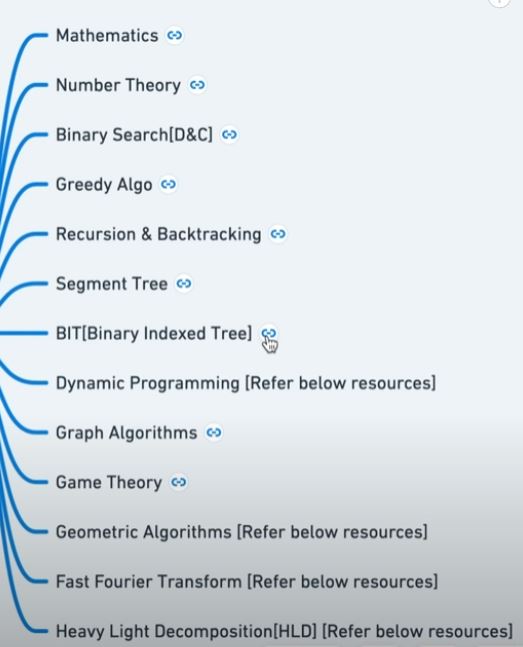 Mathematics
Number Theory
Binary Search[D&C]
Greedy Algo
Recursion & Backtracking
Segment Tree
BIT[Binary Indexed Tree]
Dynamic Programming [Refer below resources]
Graph Algorithms
Game Theory
Geometric Algorithms [Refer below resources]
Fast Fourier Transform [Refer below resources]
Heavy Light Decomposition[HLD] [Refer below resources]